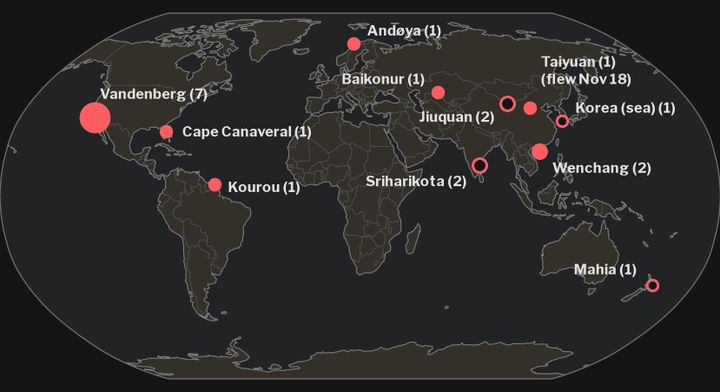 Andøya (1)
Taiyuan (1)
(flew Nov 18)
Baikonur (1)
Vandenberg (7)
Korea (sea) (1)
Jiuquan (2)
Cape Canaveral (1)
Wenchang (2)
Sriharikota (2)
Kourou (1)
Mahia (1)